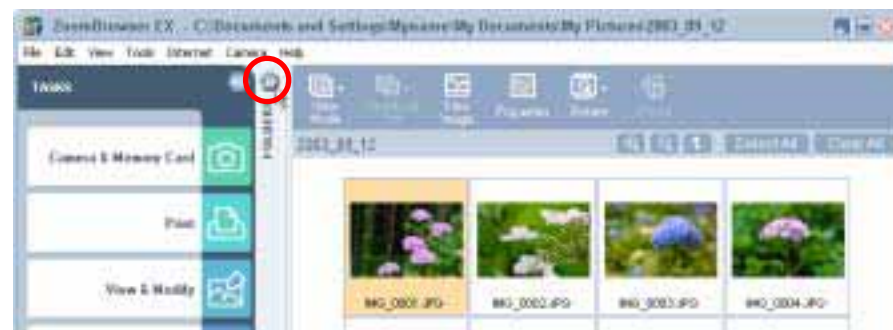 ZoomBrowser EX - C:\Documents and Settings\Myname\My Documents\My Pictures\2003_09_12
File Edit View Tools Internet Camera Help
TASKS
FOLDERS
View Mode
Properties
Rotate
2003_09_12
Select All
Clear All
Camera & Memory Card
Print
View & Modify
IMG_0001.JPG
IMG_0002.JPG
IMG_0003.JPG
IMG_0004.JPG